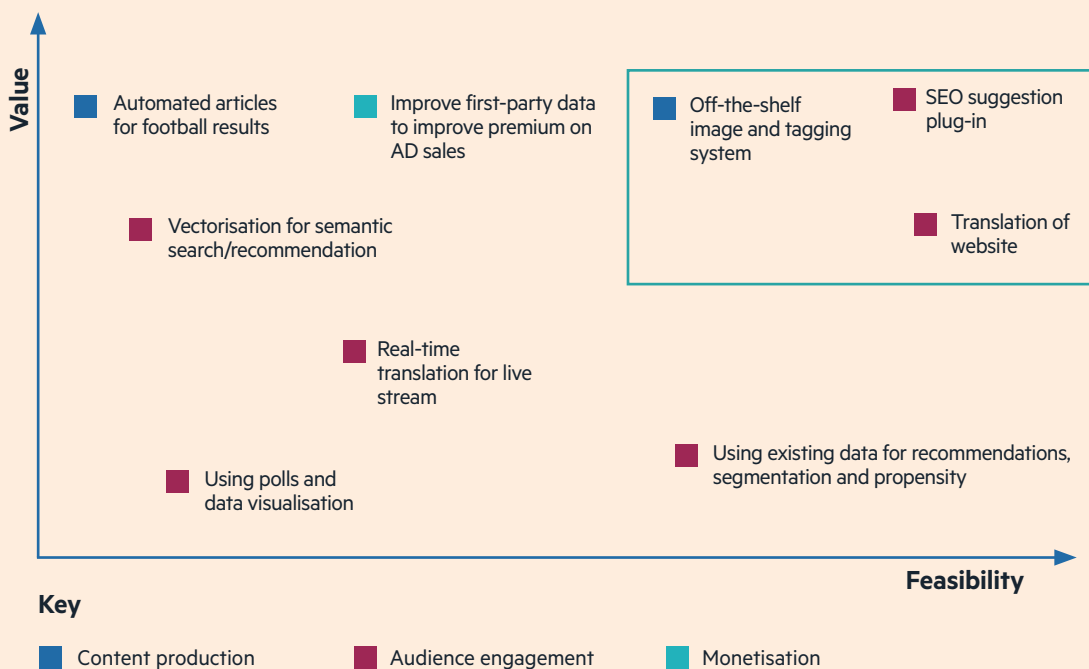 Value
Automated articles
for football results
Improve first-party data
to improve premium on
AD sales
Off-the-shelf
image and tagging
system
SEO suggestion
plug-in
Vectorisation for semantic
search/recommendation
Translation of
website
Real-time
translation for live
stream
Using polls and
data visualisation
Using existing data for recommendations,
segmentation and propensity
Feasibility
Key
Content production
Audience engagement
Monetisation